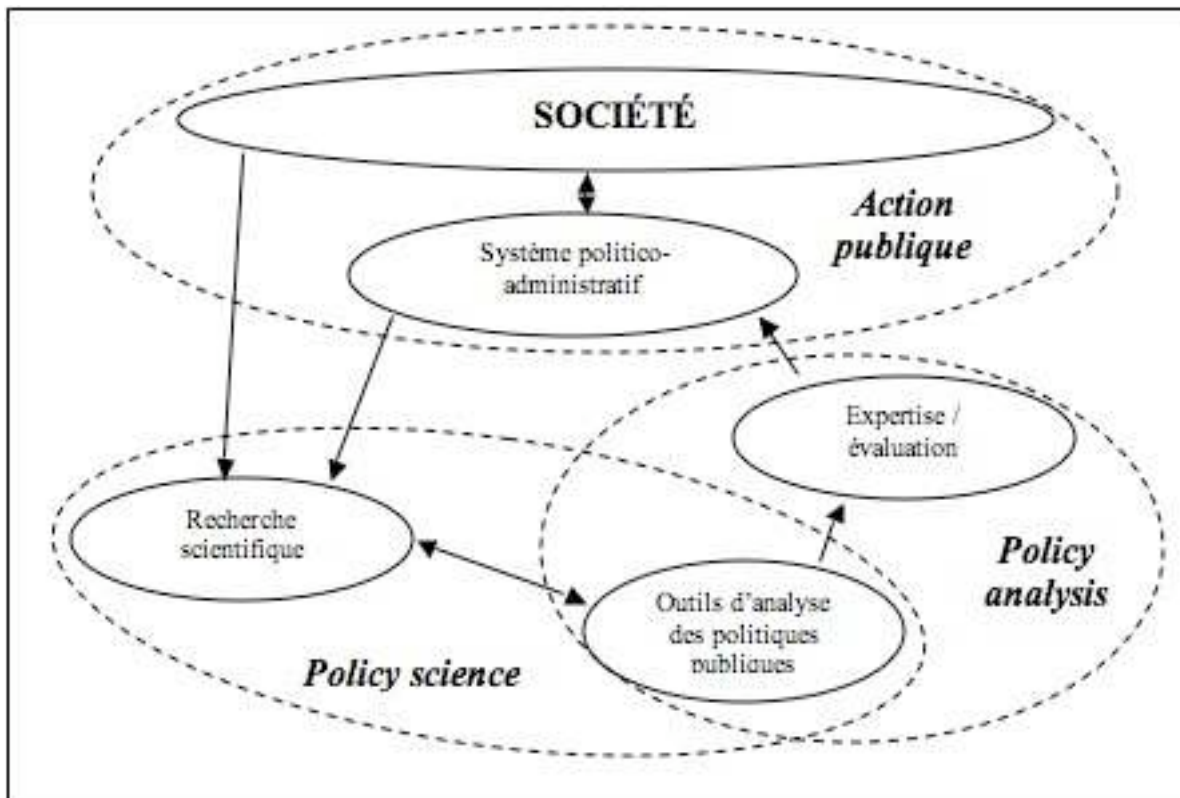 SOCIÉTÉ
Action
publique
Système politico-
administratif
Expertise /
évaluation
Recherche
scientifique
Policy
analysis
Outils d'analyse
des politiques
publiques
Policy science